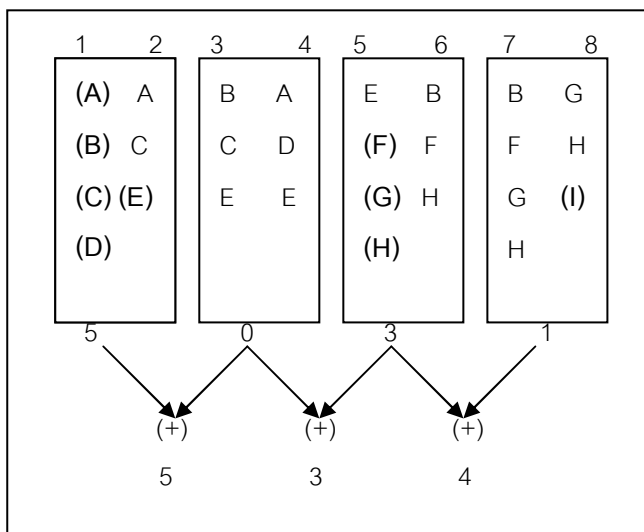 1 2 3 4 5 6 7 8
(A) A B A E B B G
(B) C C D (F) F F H
(C) (E) E E (G) H G (I)
(D) (H) H
5 0 3 1
(+) (+) (+)
5 3 4